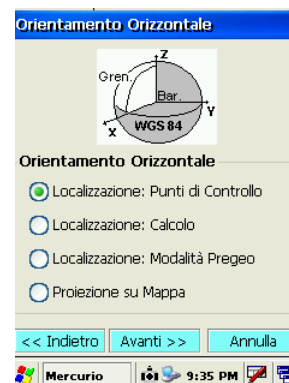 Orientamento Orizzontale
Z
Gren.
Bar.
Y
X
WGS 84
Orientamento Orizzontale
Localizzazione: Punti di Controllo
Localizzazione: Calcolo
Localizzazione: Modalità Pregeo
Proiezione su Mappa
<< Indietro Avanti >> Annulla
Mercurio 9:35 PM